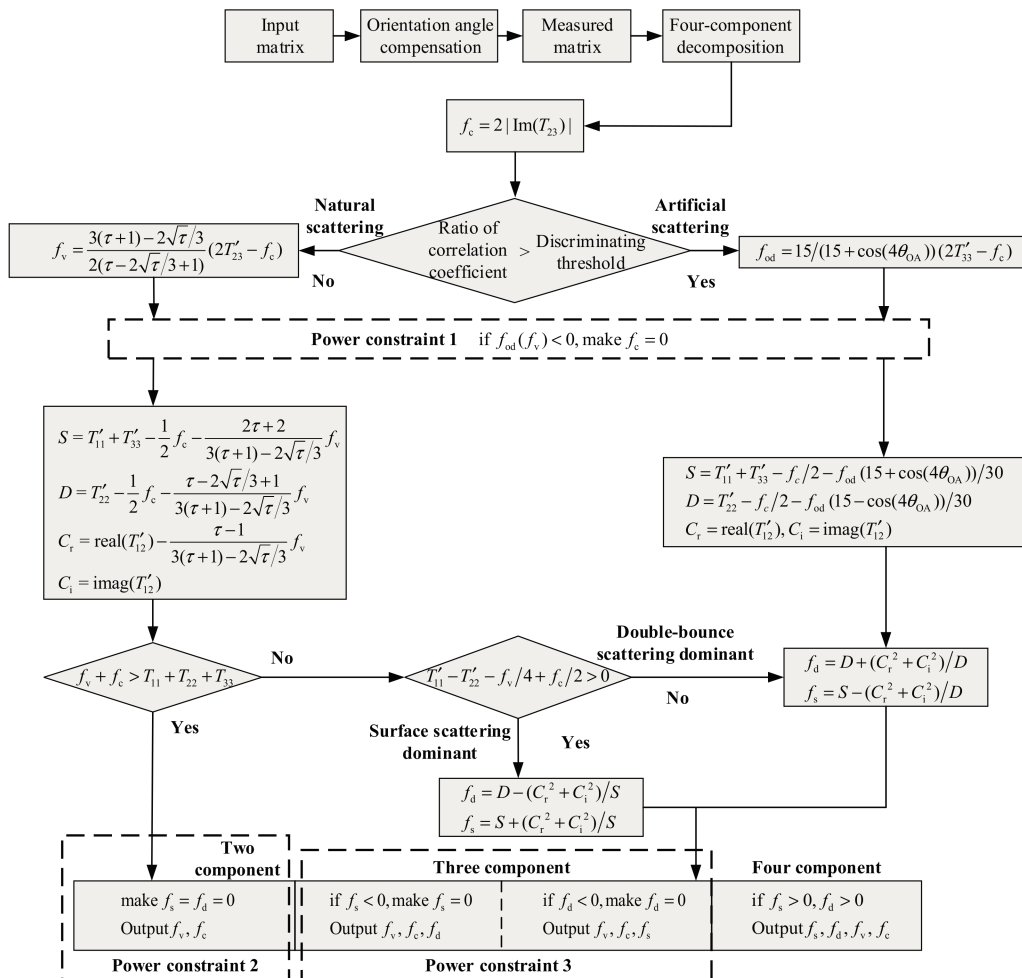 Input
matrix
Orientation angle
compensation
Measured
matrix
Four-component
decomposition
f_c = 2 | Im(T_23) |
Natural
scattering
Artificial
scattering
Ratio of
correlation
coefficient
>
Discriminating
threshold
No
Yes
f_v = (3(τ+1)−2√τ/3)/(2(τ−2√τ/3+1)) (2T′_23 − f_c)
f_od = 15/(15+cos(4θ_OA))(2T′_33 − f_c)
Power constraint 1 if f_od(f_v) < 0, make f_c = 0
S = T′_11 + T′_33 − 1/2 f_c − (2τ+2)/(3(τ+1)−2√τ/3) f_v
D = T′_22 − 1/2 f_c − (τ−2√τ/3+1)/(3(τ+1)−2√τ/3) f_v
C_r = real(T′_12) − (τ−1)/(3(τ+1)−2√τ/3) f_v
C_i = imag(T′_12)
S = T′_11 + T′_33 − f_c/2 − f_od (15+cos(4θ_OA))/30
D = T′_22 − f_c/2 − f_od (15−cos(4θ_OA))/30
C_r = real(T′_12), C_i = imag(T′_12)
f_v + f_c > T_11 + T_22 + T_33
No
Yes
T′_11 − T′_22 − f_v/4 + f_c/2 > 0
Double-bounce
scattering dominant
No
Surface scattering
dominant
Yes
f_d = D + (C_r² + C_i²)/D
f_s = S − (C_r² + C_i²)/D
f_d = D − (C_r² + C_i²)/S
f_s = S + (C_r² + C_i²)/S
Two
component
Three component
Four component
make f_s = f_d = 0
Output f_v, f_c
if f_s < 0, make f_s = 0
Output f_v, f_c, f_d
if f_d < 0, make f_d = 0
Output f_v, f_c, f_s
if f_s > 0, f_d > 0
Output f_s, f_d, f_v, f_c
Power constraint 2
Power constraint 3